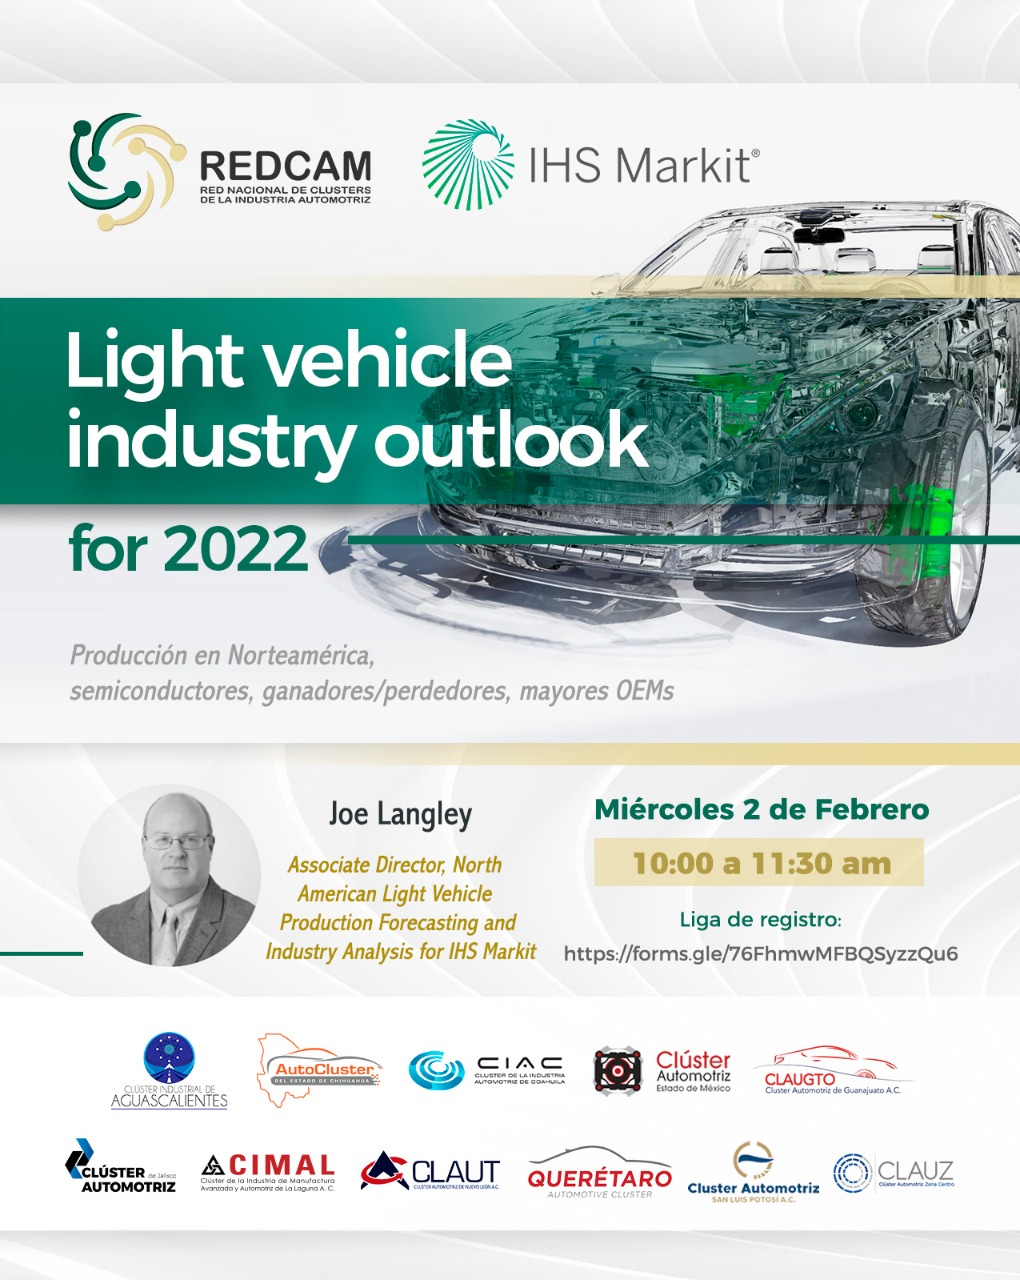 REDCAM
RED NACIONAL DE CLUSTERS
DE LA INDUSTRIA AUTOMOTRIZ
IHS Markit®
Light vehicle
industry outlook
for 2022
Producción en Norteamérica,
semiconductores, ganadores/perdedores, mayores OEMs
Joe Langley
Associate Director, North
American Light Vehicle
Production Forecasting and
Industry Analysis for IHS Markit
Miércoles 2 de Febrero
10:00 a 11:30 am
Liga de registro:
https://forms.gle/76FhmwMFBQSyzzQu6
CLÚSTER INDUSTRIAL DE
AGUASCALIENTES
AutoCluster
DEL ESTADO DE CHIHUAHUA
CIAC
CLUSTER DE LA INDUSTRIA
AUTOMOTRIZ DE COAHUILA
Clúster
Automotriz
Estado de México
CLAUGTO
Cluster Automotriz de Guanajuato A.C.
CLÚSTER de Jalisco
AUTOMOTRIZ
CIMAL
Clúster de la Industria de Manufactura
Avanzada y Automotriz de La Laguna A. C.
CLAUT
CLUSTER AUTOMOTRIZ DE NUEVO LEÓN A.C.
QUERÉTARO
AUTOMOTIVE CLUSTER
Cluster Automotriz
SAN LUIS POTOSÍ A.C.
CLAUZ
Clúster Automotriz Zona Centro